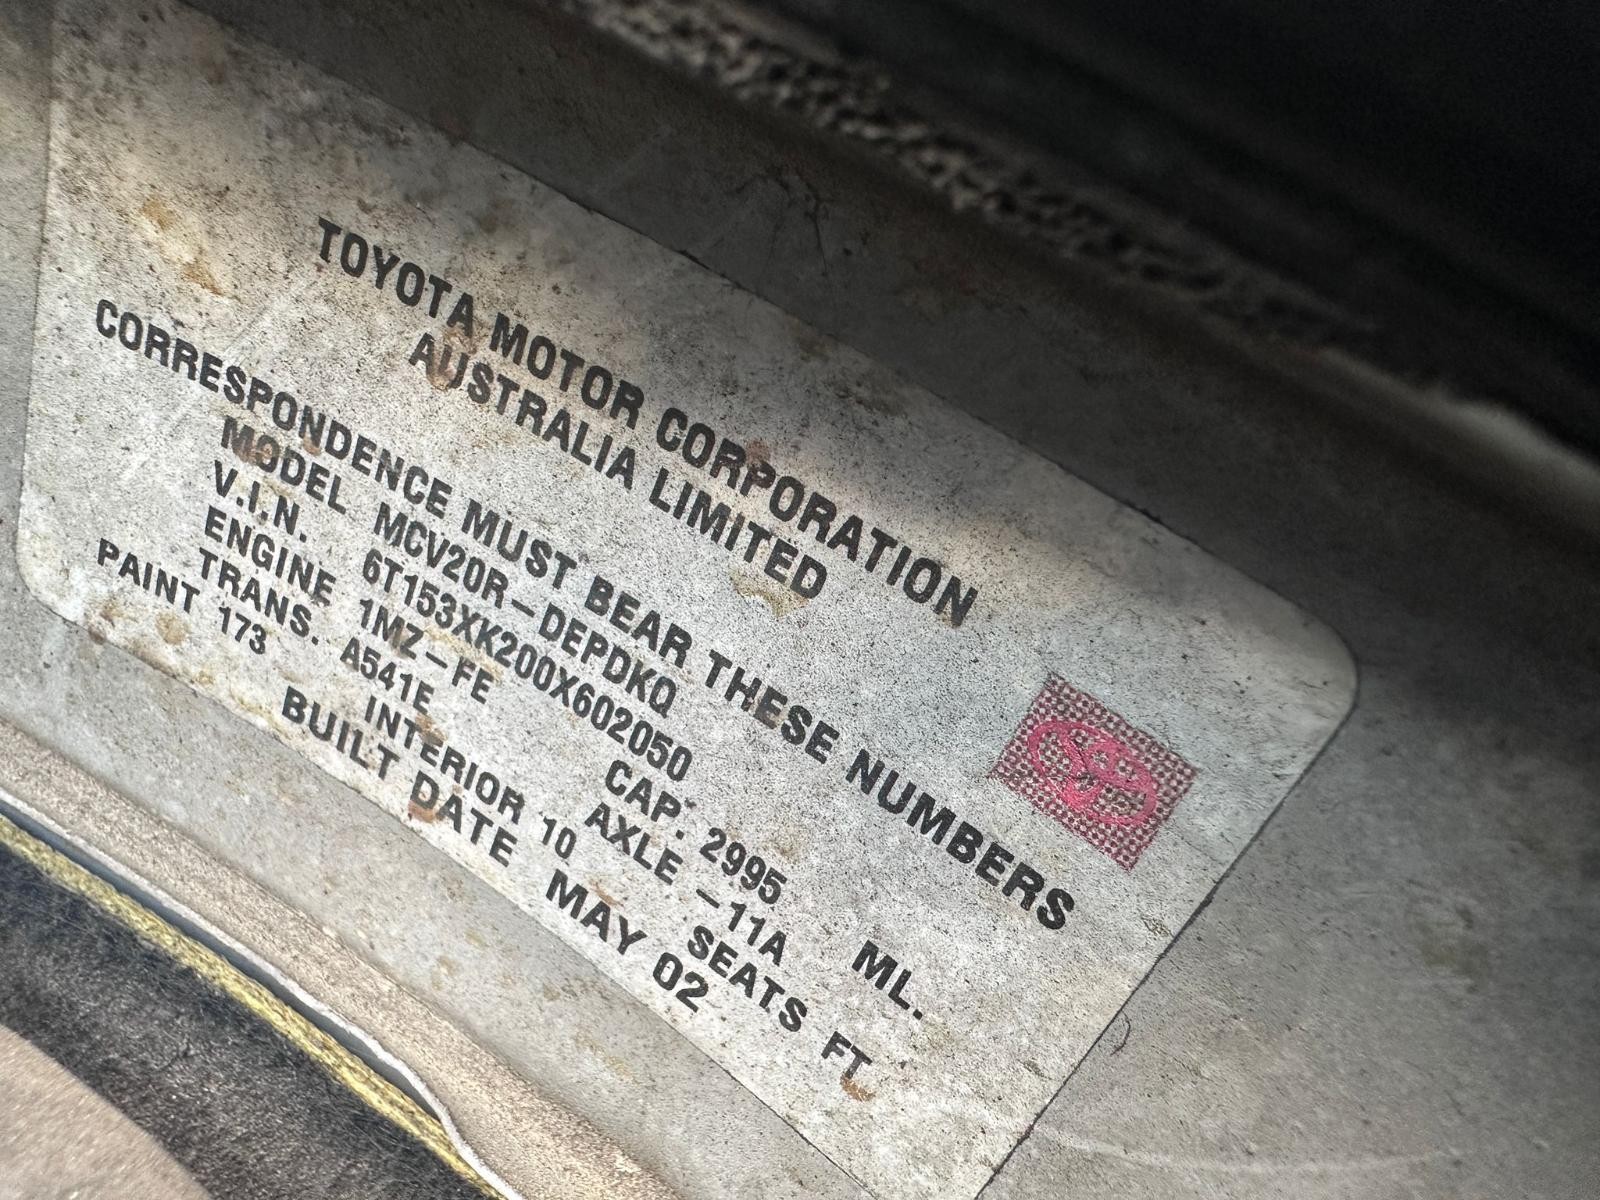 TOYOTA MOTOR CORPORATION
AUSTRALIA LIMITED
CORRESPONDENCE MUST BEAR THESE NUMBERS
MODEL MCV20R-DEPDKQ
V.I.N. 6T153XK200X602050
ENGINE 1MZ-FE CAP. 2995 ML.
TRANS. A541E AXLE -11A
PAINT 173 INTERIOR 10 SEATS FT
BUILT DATE MAY 02